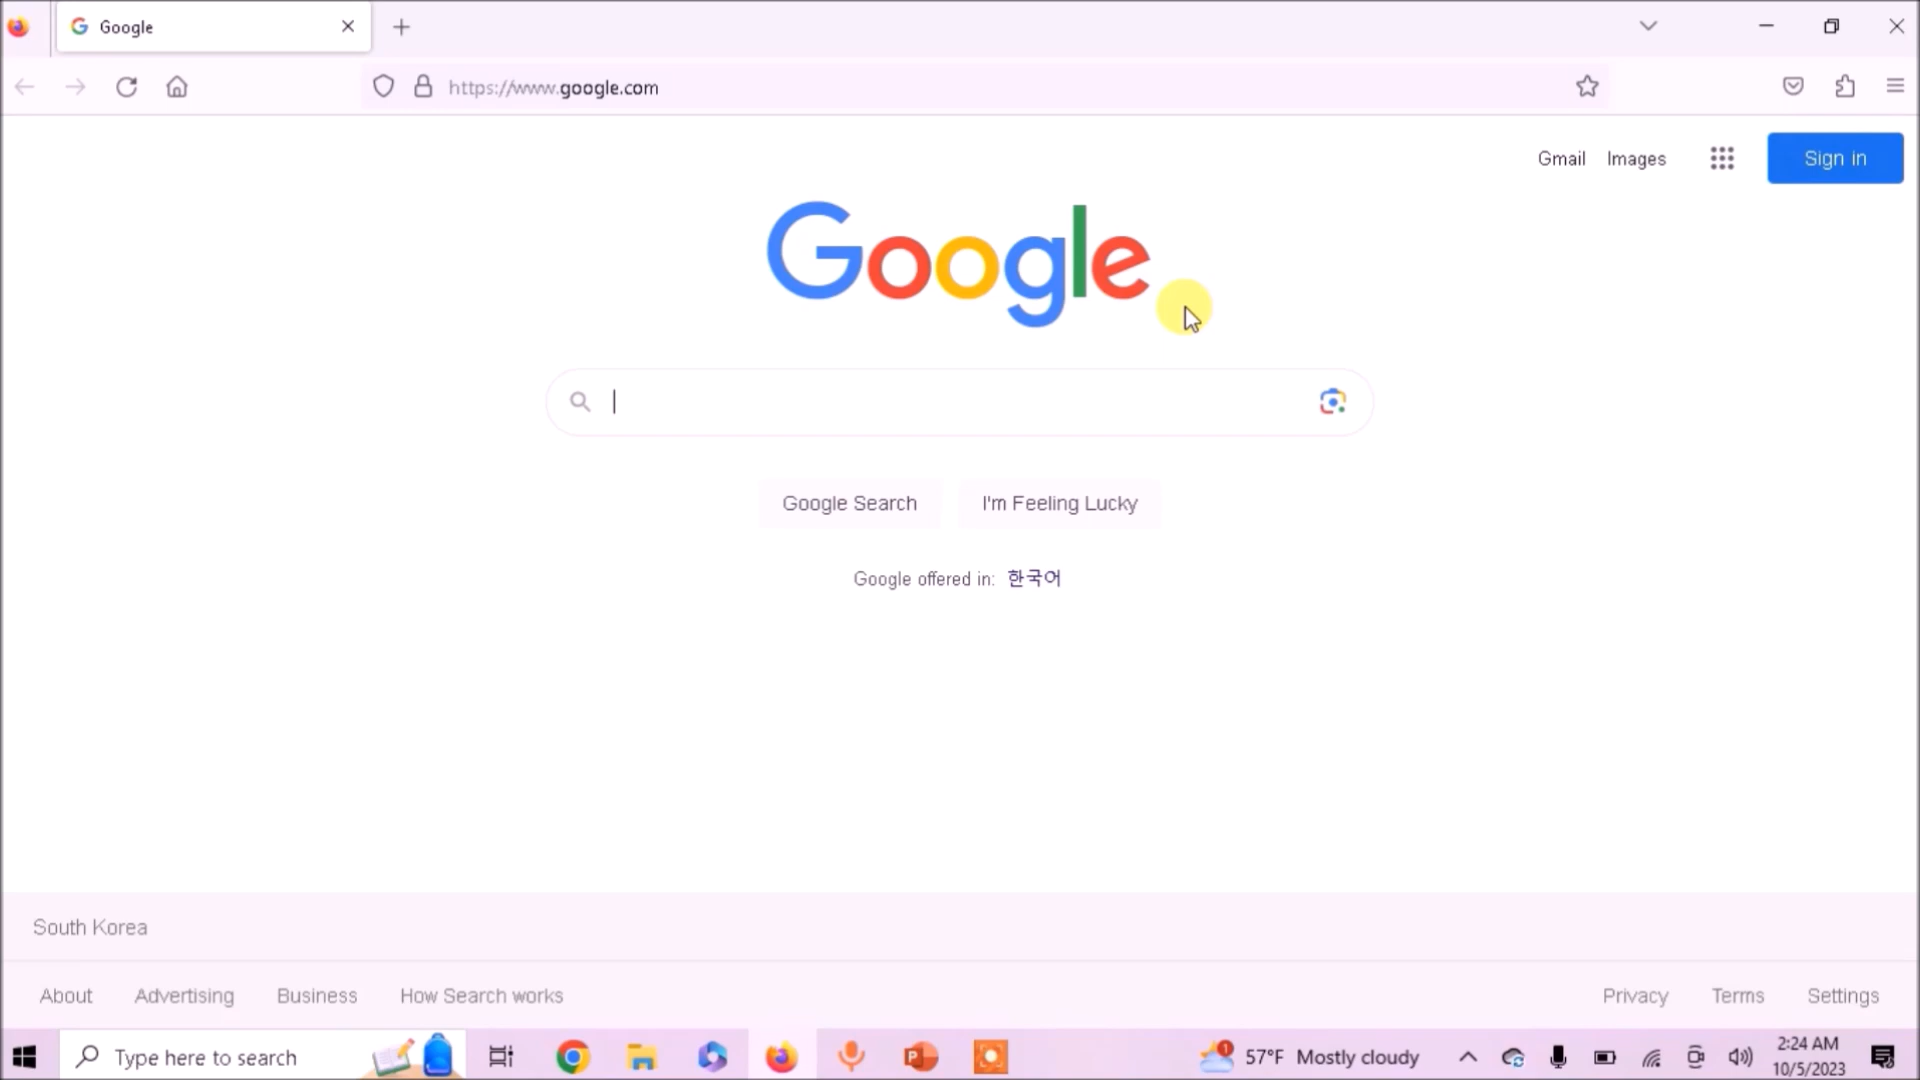 Google
https://www.google.com
Gmail Images Sign in
Google
Google Search I'm Feeling Lucky
Google offered in: 한국어
South Korea
About Advertising Business How Search works Privacy Terms Settings
Type here to search 1 57°F Mostly cloudy 2:24 AM
10/5/2023